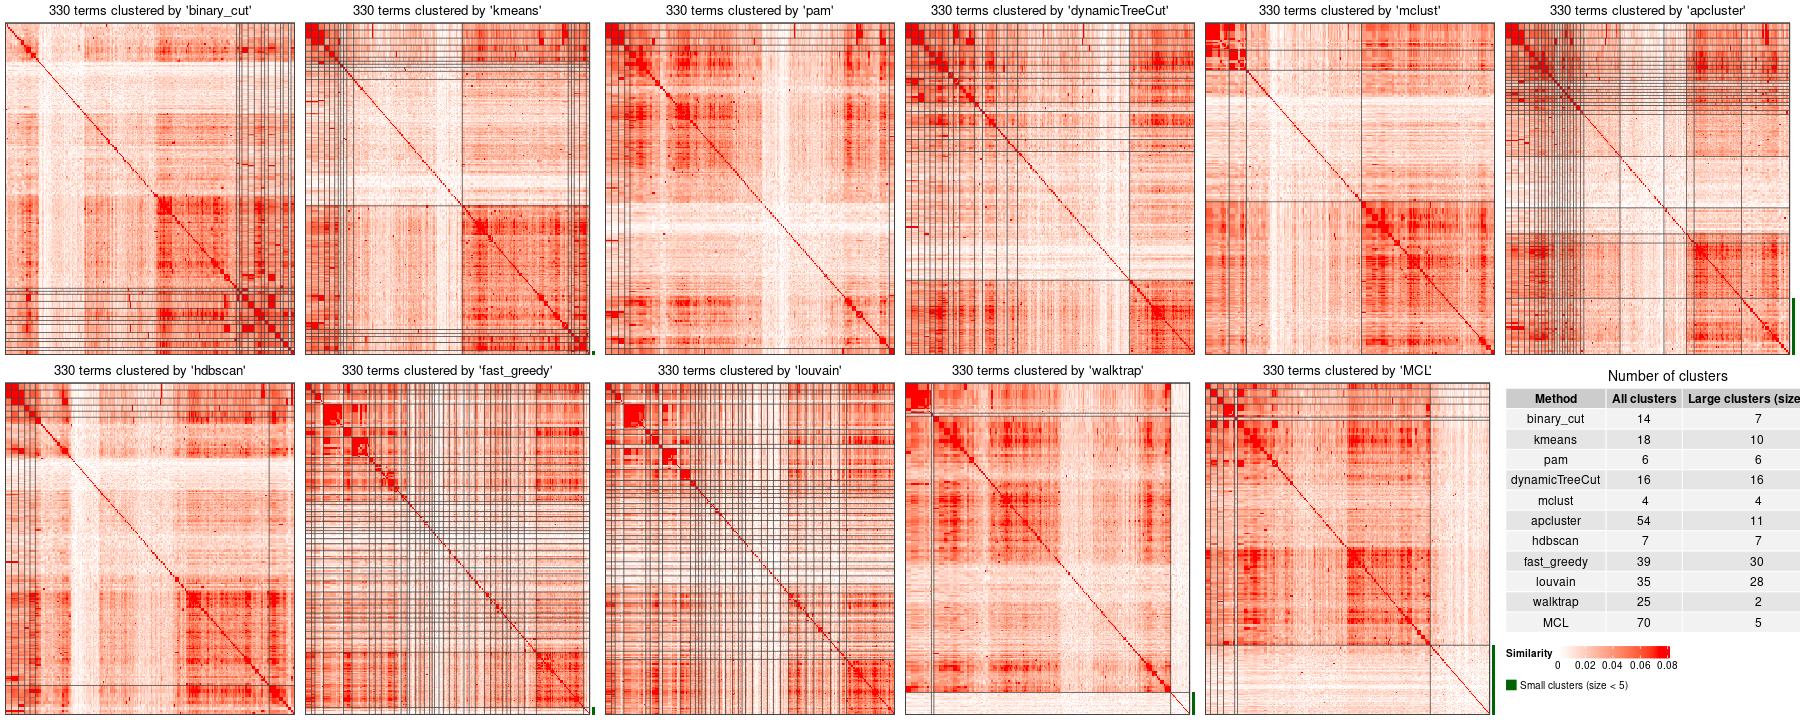 330 terms clustered by 'binary_cut'
330 terms clustered by 'kmeans'
330 terms clustered by 'pam'
330 terms clustered by 'dynamicTreeCut'
330 terms clustered by 'mclust'
330 terms clustered by 'apcluster'
330 terms clustered by 'hdbscan'
330 terms clustered by 'fast_greedy'
330 terms clustered by 'louvain'
330 terms clustered by 'walktrap'
330 terms clustered by 'MCL'
Number of clusters
Method All clusters Large clusters (size
binary_cut 14 7
kmeans 18 10
pam 6 6
dynamicTreeCut 16 16
mclust 4 4
apcluster 54 11
hdbscan 7 7
fast_greedy 39 30
louvain 35 28
walktrap 25 2
MCL 70 5
Similarity
0 0.02 0.04 0.06 0.08
Small clusters (size < 5)